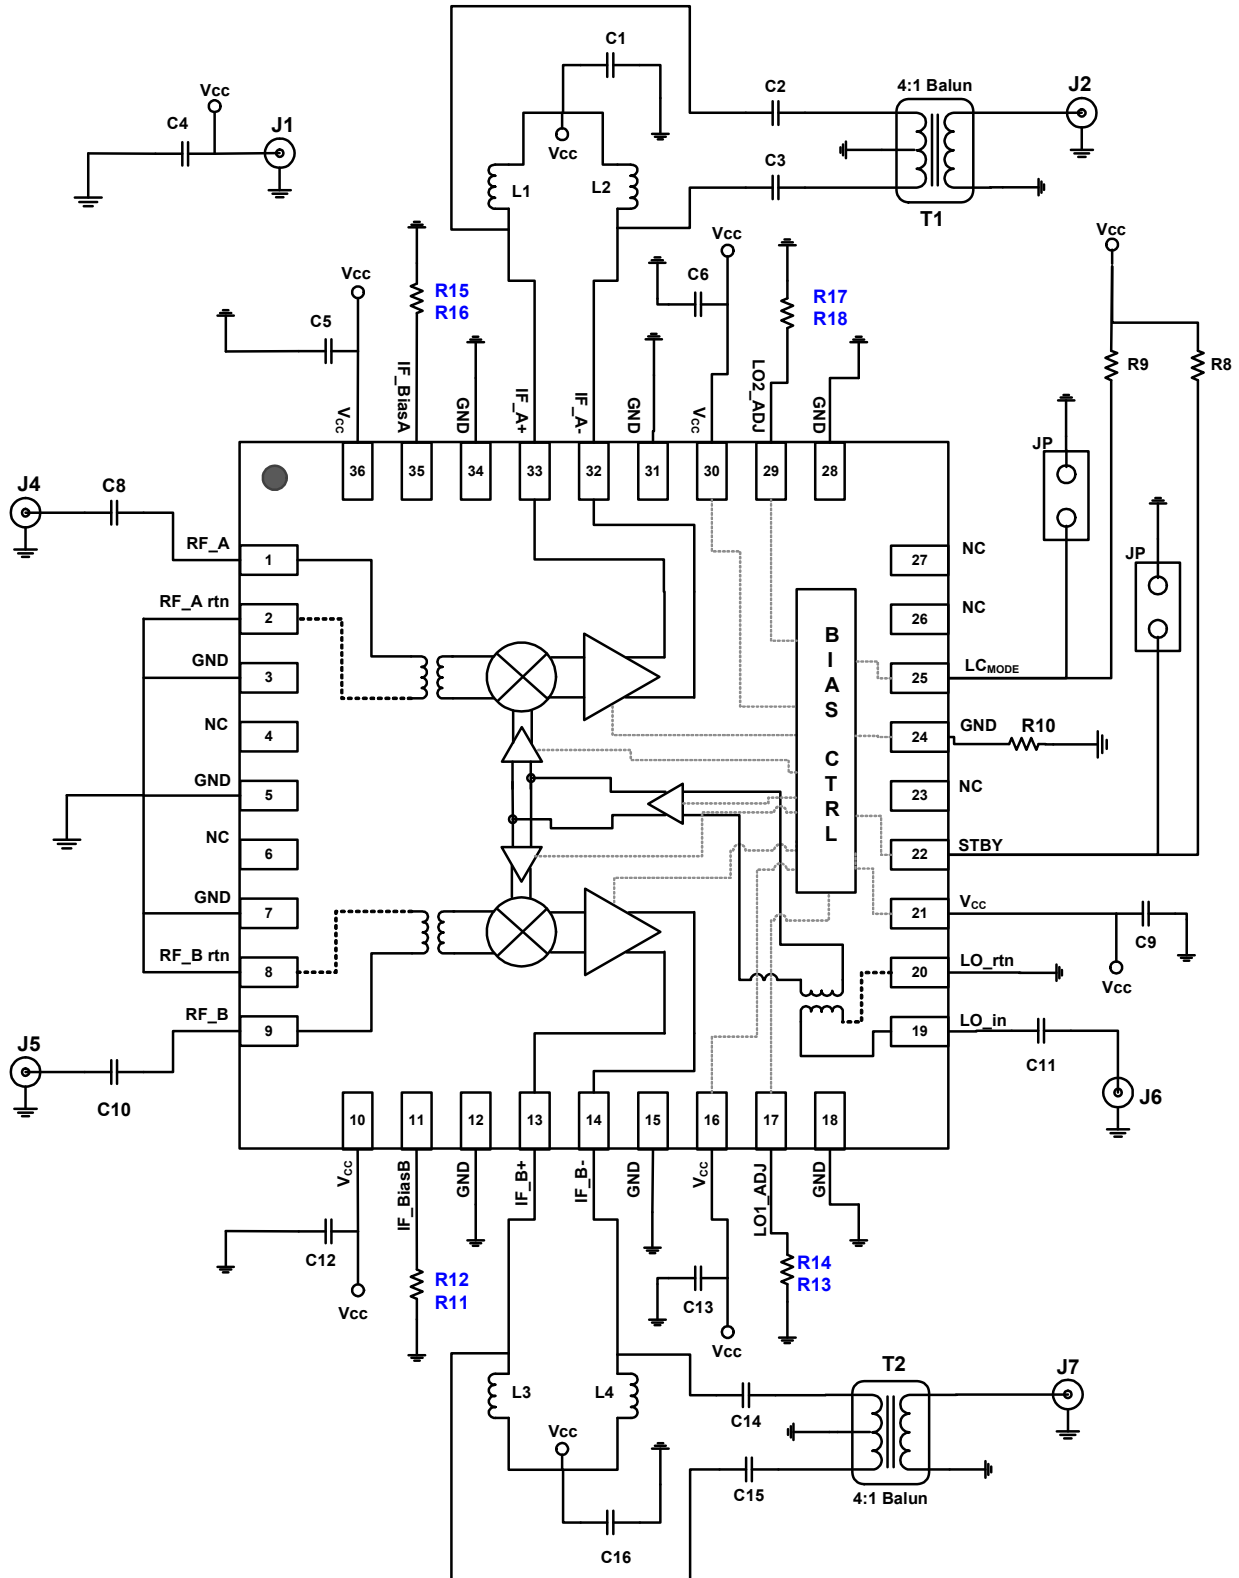 C1
C2
4:1 Balun
J2
Vcc
C4
J1
Vcc
L1
L2
C3
T1
Vcc
Vcc
Vcc
C6
C5
R15
R16
R17
R18
R9
R8
VCC
IF_BiasA
GND
IF_A+
IF_A-
GND
VCC
LO2_ADJ
GND
JP
JP
36
35
34
33
32
31
30
29
28
J4
C8
RF_A
1
27
NC
RF_A rtn
2
26
NC
GND
3
25
LCMODE
NC
4
24
GND
R10
GND
5
23
NC
NC
6
22
STBY
GND
7
21
VCC
C9
RF_B rtn
8
20
LO_rtn
Vcc
RF_B
9
19
LO_in
C11
BIAS
CTRL
J5
C10
J6
10
11
12
13
14
15
16
17
18
VCC
IF_BiasB
GND
IF_B+
IF_B-
GND
VCC
LO1_ADJ
GND
C12
Vcc
R12
R11
C13
Vcc
R14
R13
T2
J7
L3
L4
Vcc
C14
C15
4:1 Balun
C16